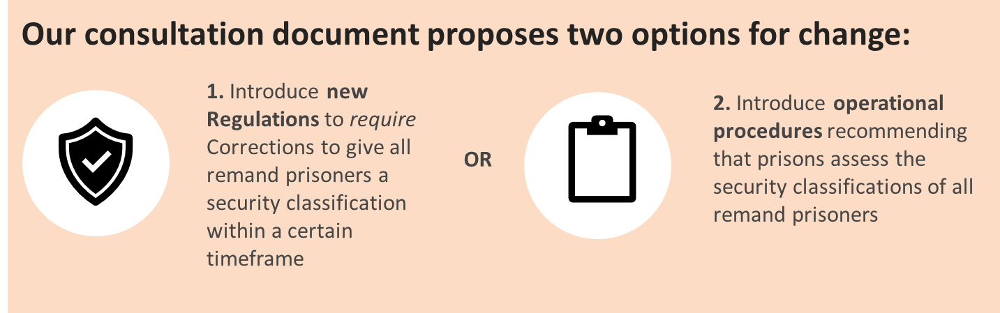 Our consultation document proposes two options for change:
1. Introduce new
Regulations to require
Corrections to give all
remand prisoners a
security classification
within a certain
timeframe
OR
2. Introduce operational
procedures recommending
that prisons assess the
security classifications of all
remand prisoners